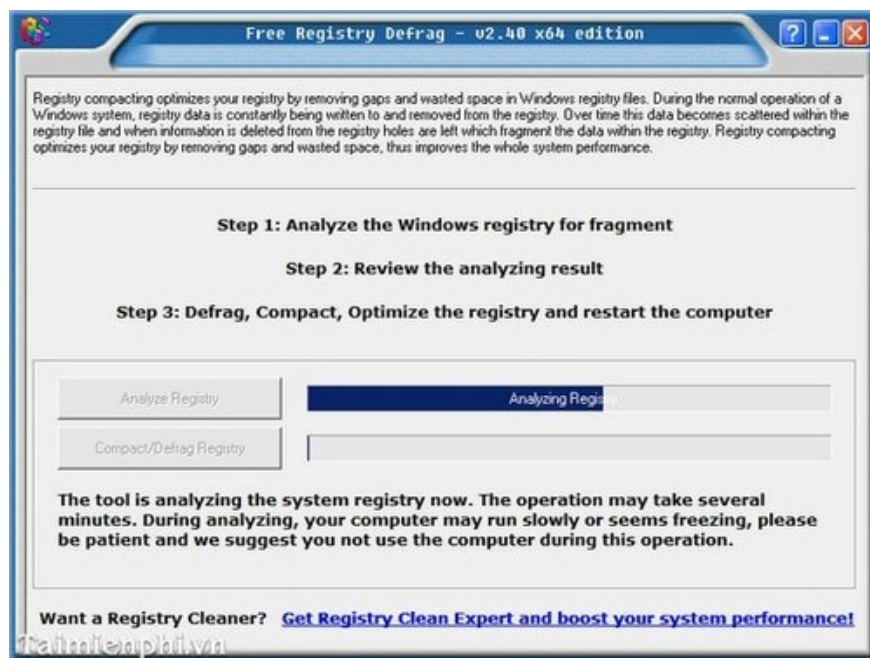 Free Registry Defrag - v2.40 x64 edition
Registry compacting optimizes your registry by removing gaps and wasted space in Windows registry files. During the normal operation of a
Windows system, registry data is constantly being written to and removed from the registry. Over time this data becomes scattered within the
registry file and when information is deleted from the registry holes are left which fragment the data within the registry. Registry compacting
optimizes your registry by removing gaps and wasted space, thus improves the whole system performance.
Step 1: Analyze the Windows registry for fragment
Step 2: Review the analyzing result
Step 3: Defrag, Compact, Optimize the registry and restart the computer
Analyze Registry
Analyzing Regis
Compact/Defrag Registry
The tool is analyzing the system registry now. The operation may take several
minutes. During analyzing, your computer may run slowly or seems freezing, please
be patient and we suggest you not use the computer during this operation.
Want a Registry Cleaner? Get Registry Clean Expert and boost your system performance!
Taimienphi.vn